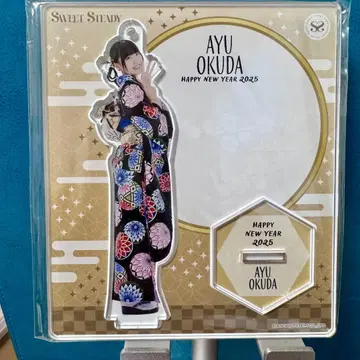 SWEET STEADY
AYU
OKUDA
HAPPY NEW YEAR 2025
HAPPY
NEW YEAR
2025
AYU
OKUDA